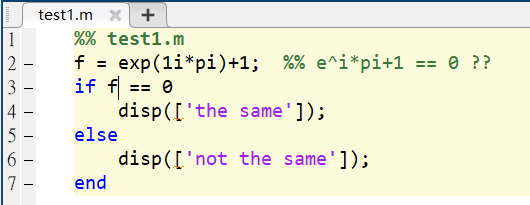 test1.m × +
1 %% test1.m
2 – f = exp(1i*pi)+1; %% e^i*pi+1 == 0 ??
3 – if f == 0
4 – disp(['the same']);
5 – else
6 – disp(['not the same']);
7 – end